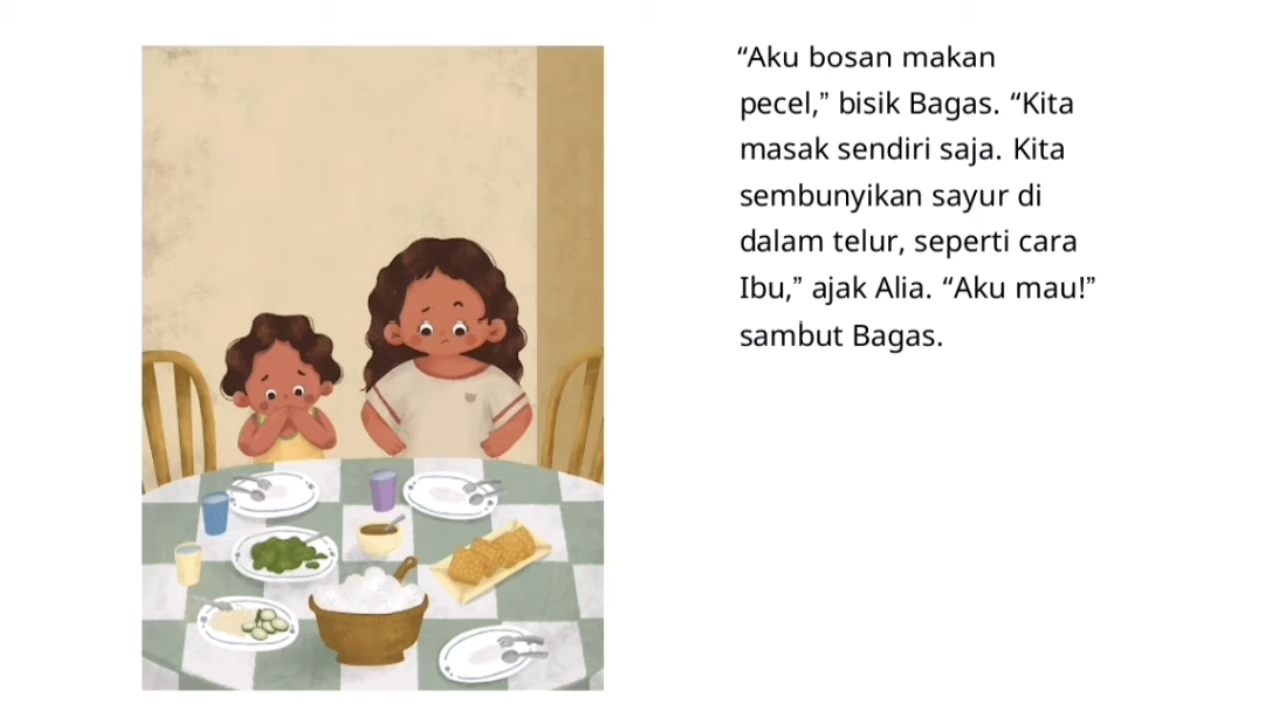 “Aku bosan makan
pecel,” bisik Bagas. “Kita
masak sendiri saja. Kita
sembunyikan sayur di
dalam telur, seperti cara
Ibu,” ajak Alia. “Aku mau!”
sambut Bagas.